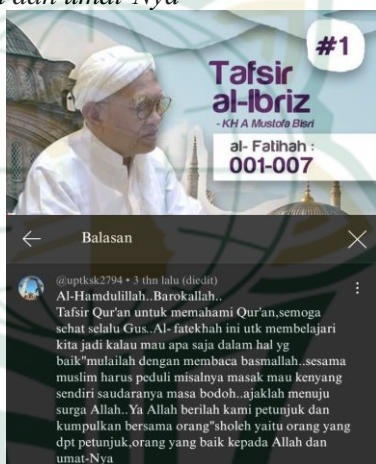 #1
Tafsir
al-Ibriz
- KH A Mustofa Bisri
al- Fatihah :
001-007
Balasan
@uptksk2794 • 3 thn lalu (diedit)
Al-Hamdulillah..Barokallah..
Tafsir Qur'an untuk memahami Qur'an,semoga
sehat selalu Gus..Al- fatekhah ini utk membelajari
kita jadi kalau mau apa saja dalam hal yg
baik"mulailah dengan membaca basmallah..sesama
muslim harus peduli misalnya masak mau kenyang
sendiri saudaranya masa bodoh..ajaklah menuju
surga Allah..Ya Allah berilah kami petunjuk dan
kumpulkan bersama orang"sholeh yaitu orang yang
dpt petunjuk,orang yang baik kepada Allah dan
umat-Nya